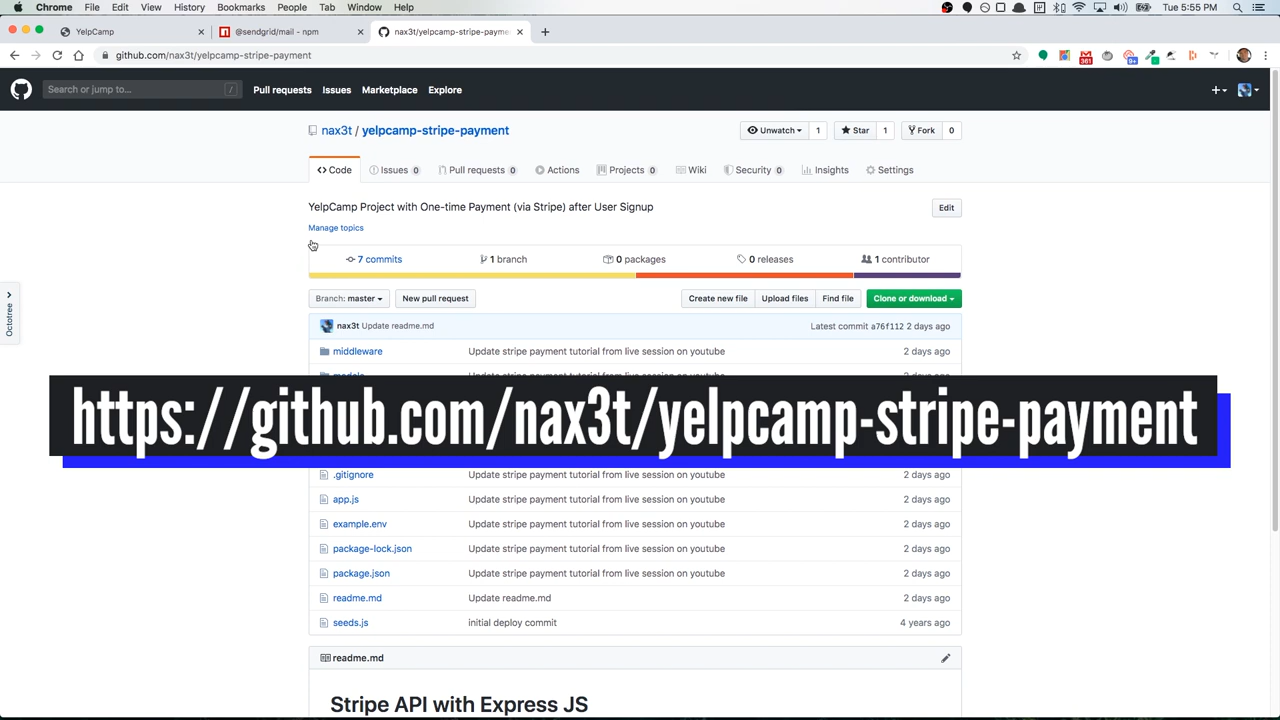 Chrome File Edit View History Bookmarks People Tab Window Help Tue 5:55 PM
YelpCamp @sendgrid/mail - npm nax3t/yelpcamp-stripe-payme
github.com/nax3t/yelpcamp-stripe-payment
361 9+
Search or jump to... / Pull requests Issues Marketplace Explore
nax3t / yelpcamp-stripe-payment Unwatch 1 Star 1 Fork 0
Code Issues 0 Pull requests 0 Actions Projects 0 Wiki Security 0 Insights Settings
YelpCamp Project with One-time Payment (via Stripe) after User Signup Edit
Manage topics
7 commits 1 branch 0 packages 0 releases 1 contributor
Octotree
Branch: master New pull request Create new file Upload files Find file Clone or download
nax3t Update readme.md Latest commit a76f112 2 days ago
middleware Update stripe payment tutorial from live session on youtube 2 days ago
https://github.com/nax3t/yelpcamp-stripe-payment
.gitignore Update stripe payment tutorial from live session on youtube 2 days ago
app.js Update stripe payment tutorial from live session on youtube 2 days ago
example.env Update stripe payment tutorial from live session on youtube 2 days ago
package-lock.json Update stripe payment tutorial from live session on youtube 2 days ago
package.json Update stripe payment tutorial from live session on youtube 2 days ago
readme.md Update readme.md 2 days ago
seeds.js initial deploy commit 4 years ago
readme.md
Stripe API with Express JS